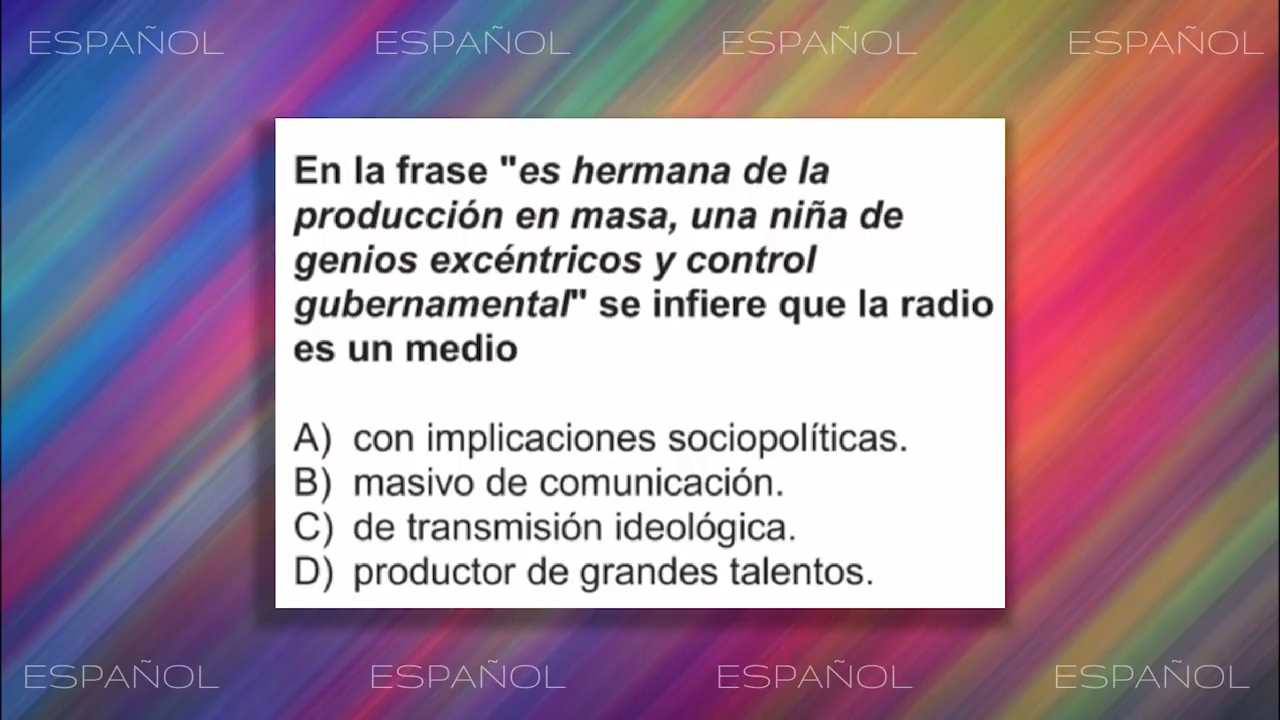 ESPAÑOL ESPAÑOL ESPAÑOL ESPAÑOL
En la frase "es hermana de la
producción en masa, una niña de
genios excéntricos y control
gubernamental" se infiere que la radio
es un medio
A) con implicaciones sociopolíticas.
B) masivo de comunicación.
C) de transmisión ideológica.
D) productor de grandes talentos.
ESPAÑOL ESPAÑOL ESPAÑOL ESPAÑOL